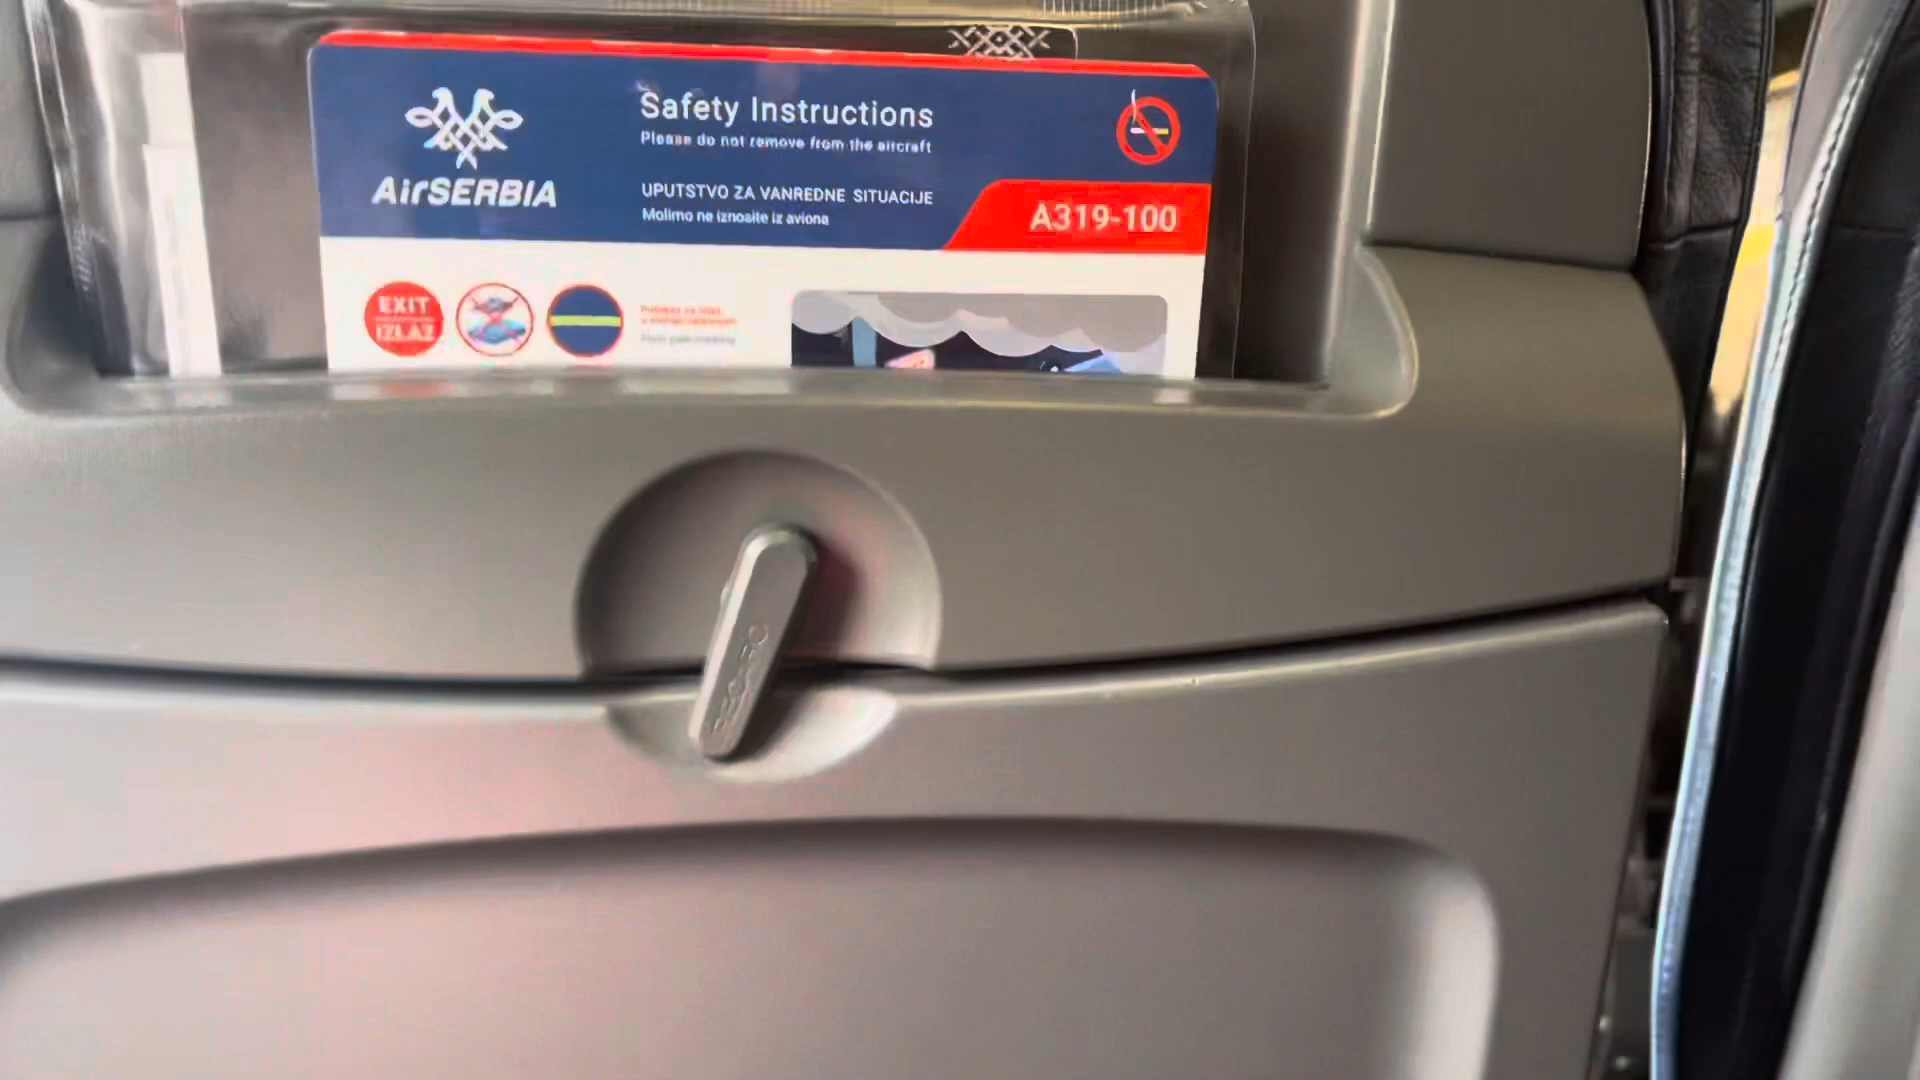 Safety Instructions
Please do not remove from the aircraft
AirSERBIA
UPUTSTVO ZA VANREDNE SITUACIJE
Molimo ne iznosite iz aviona
A319-100
EXIT
IZLAZ